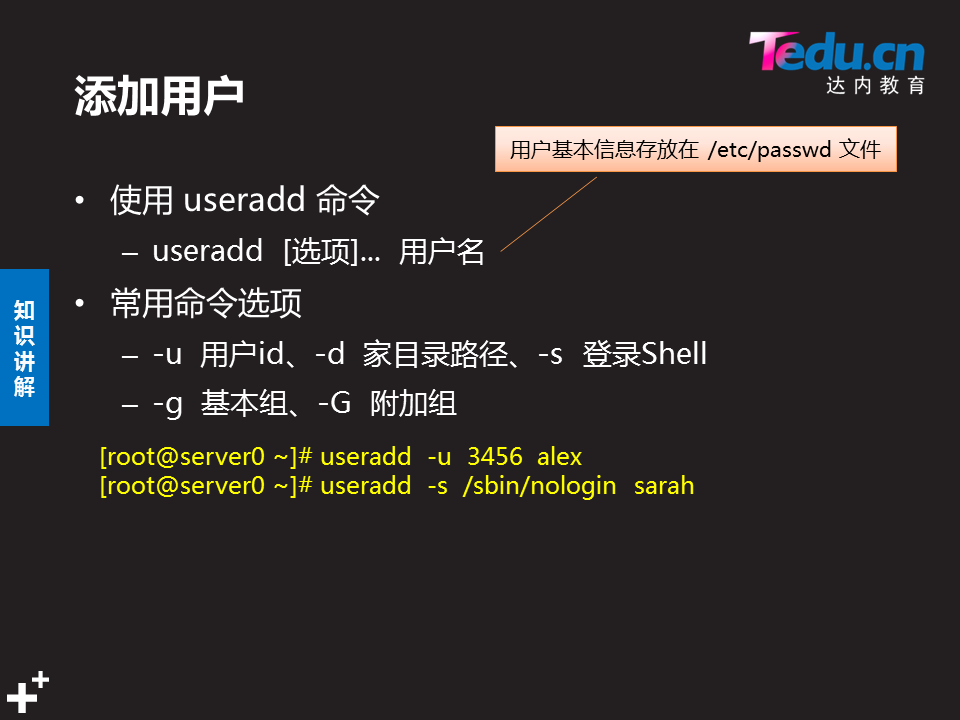 Tedu.cn
达内教育
添加用户
用户基本信息存放在 /etc/passwd 文件
• 使用 useradd 命令
– useradd [选项]... 用户名
• 常用命令选项
– -u 用户id、-d 家目录路径、-s 登录Shell
– -g 基本组、-G 附加组
知识讲解
[root@server0 ~]# useradd -u 3456 alex
[root@server0 ~]# useradd -s /sbin/nologin sarah